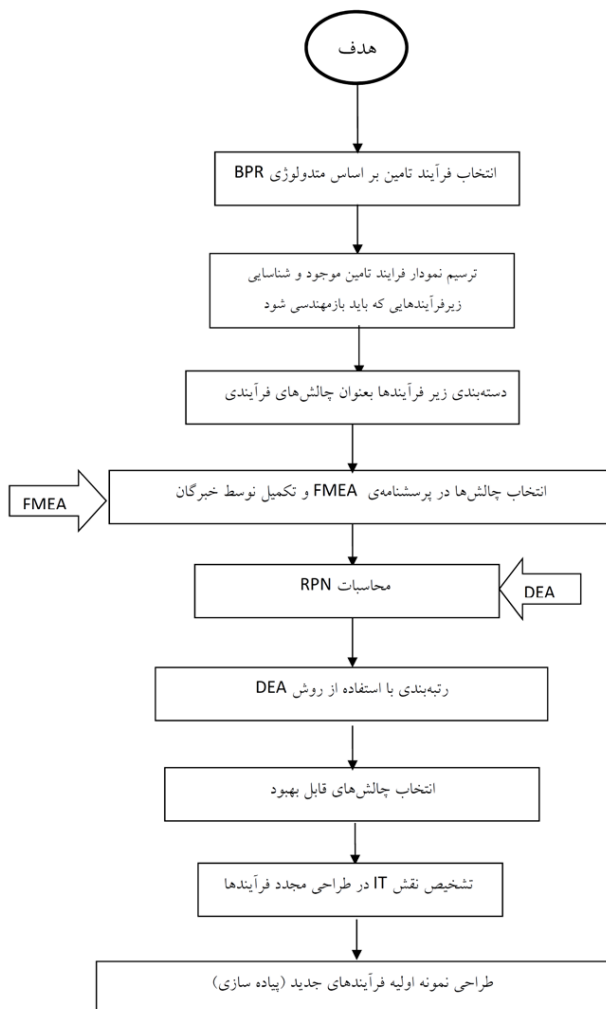 هدف
انتخاب فرآیند تامین بر اساس متدولوژی BPR
ترسیم نمودار فرایند تامین موجود و شناسایی
زیرفرآیندهایی که باید بازمهندسی شود
دسته‌بندی زیر فرآیندها بعنوان چالش‌های فرآیندی
انتخاب چالش‌ها در پرسشنامه‌ی FMEA و تکمیل توسط خبرگان
FMEA
محاسبات RPN
DEA
رتبه‌بندی با استفاده از روش DEA
انتخاب چالش‌های قابل بهبود
تشخیص نقش IT در طراحی مجدد فرآیندها
طراحی نمونه اولیه فرآیندهای جدید (پیاده سازی)